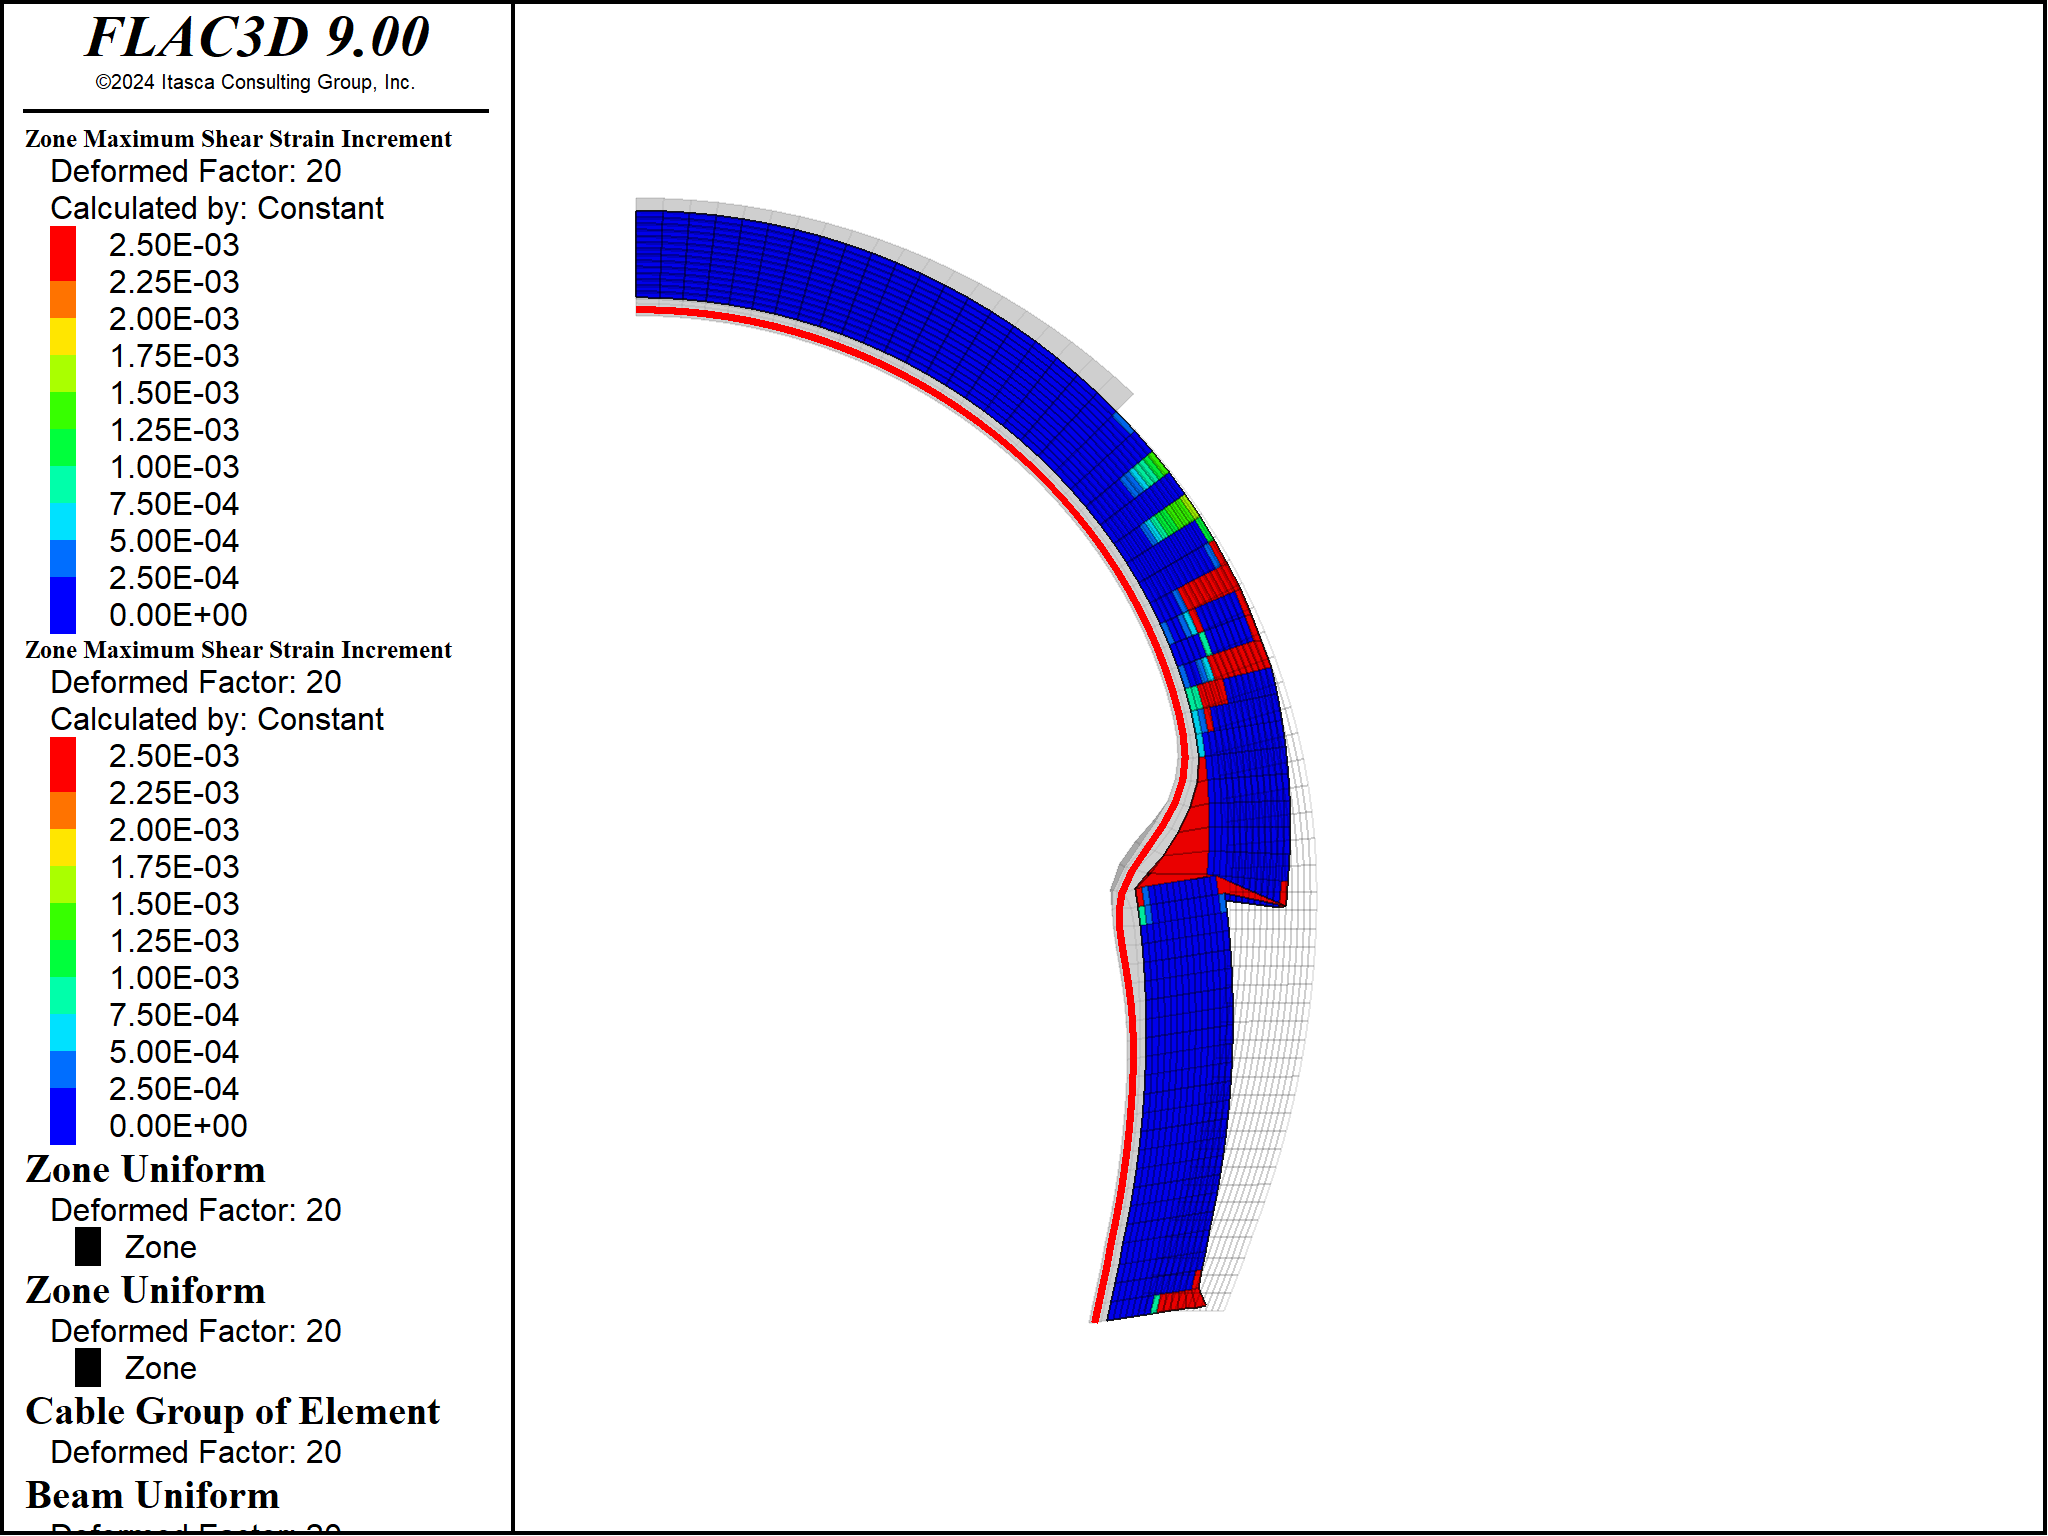 FLAC3D 9.00
©2024 Itasca Consulting Group, Inc.
Zone Maximum Shear Strain Increment
Deformed Factor: 20
Calculated by: Constant
2.50E-03
2.25E-03
2.00E-03
1.75E-03
1.50E-03
1.25E-03
1.00E-03
7.50E-04
5.00E-04
2.50E-04
0.00E+00
Zone Maximum Shear Strain Increment
Deformed Factor: 20
Calculated by: Constant
2.50E-03
2.25E-03
2.00E-03
1.75E-03
1.50E-03
1.25E-03
1.00E-03
7.50E-04
5.00E-04
2.50E-04
0.00E+00
Zone Uniform
Deformed Factor: 20
Zone
Zone Uniform
Deformed Factor: 20
Zone
Cable Group of Element
Deformed Factor: 20
Beam Uniform